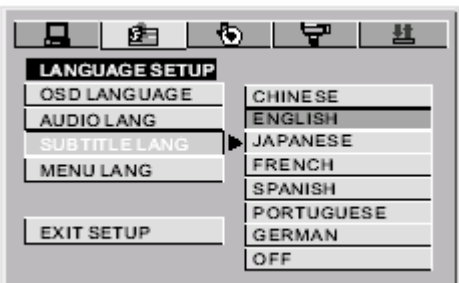 LANGUAGE SETUP
OSD LANGUAGE
AUDIO LANG
SUBTITLE LANG
MENU LANG
EXIT SETUP
CHINESE
ENGLISH
JAPANESE
FRENCH
SPANISH
PORTUGUESE
GERMAN
OFF